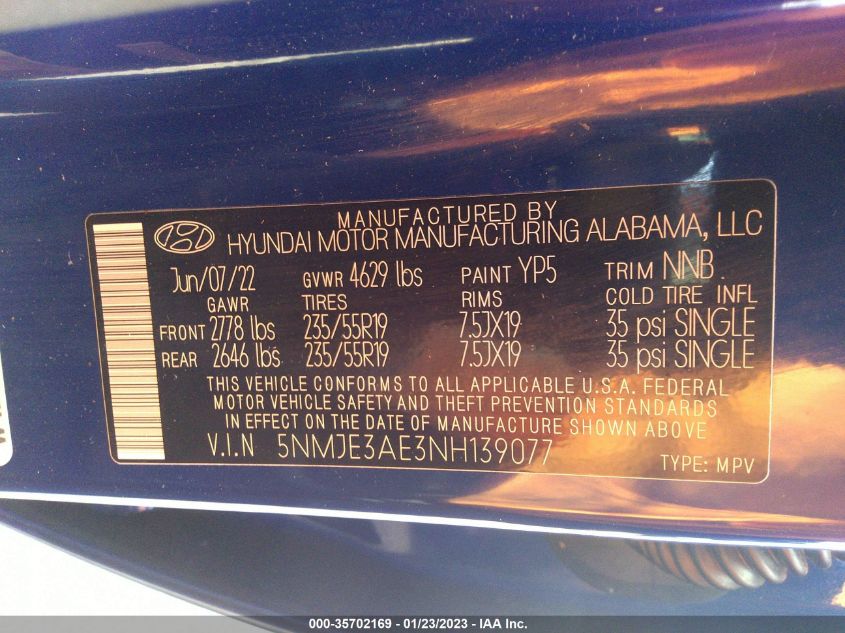 MANUFACTURED BY
HYUNDAI MOTOR MANUFACTURING ALABAMA, LLC
Jun/07/22 GVWR 4629 lbs PAINT YP5 TRIM NNB
GAWR TIRES RIMS COLD TIRE INFL
FRONT 2778 lbs 235/55R19 7.5JX19 35 psi SINGLE
REAR 2646 lbs 235/55R19 7.5JX19 35 psi SINGLE
THIS VEHICLE CONFORMS TO ALL APPLICABLE U.S.A. FEDERAL
MOTOR VEHICLE SAFETY AND THEFT PREVENTION STANDARDS
IN EFFECT ON THE DATE OF MANUFACTURE SHOWN ABOVE
V.I.N 5NMJE3AE3NH139077 TYPE: MPV
000-35702169 - 01/23/2023 - IAA Inc.